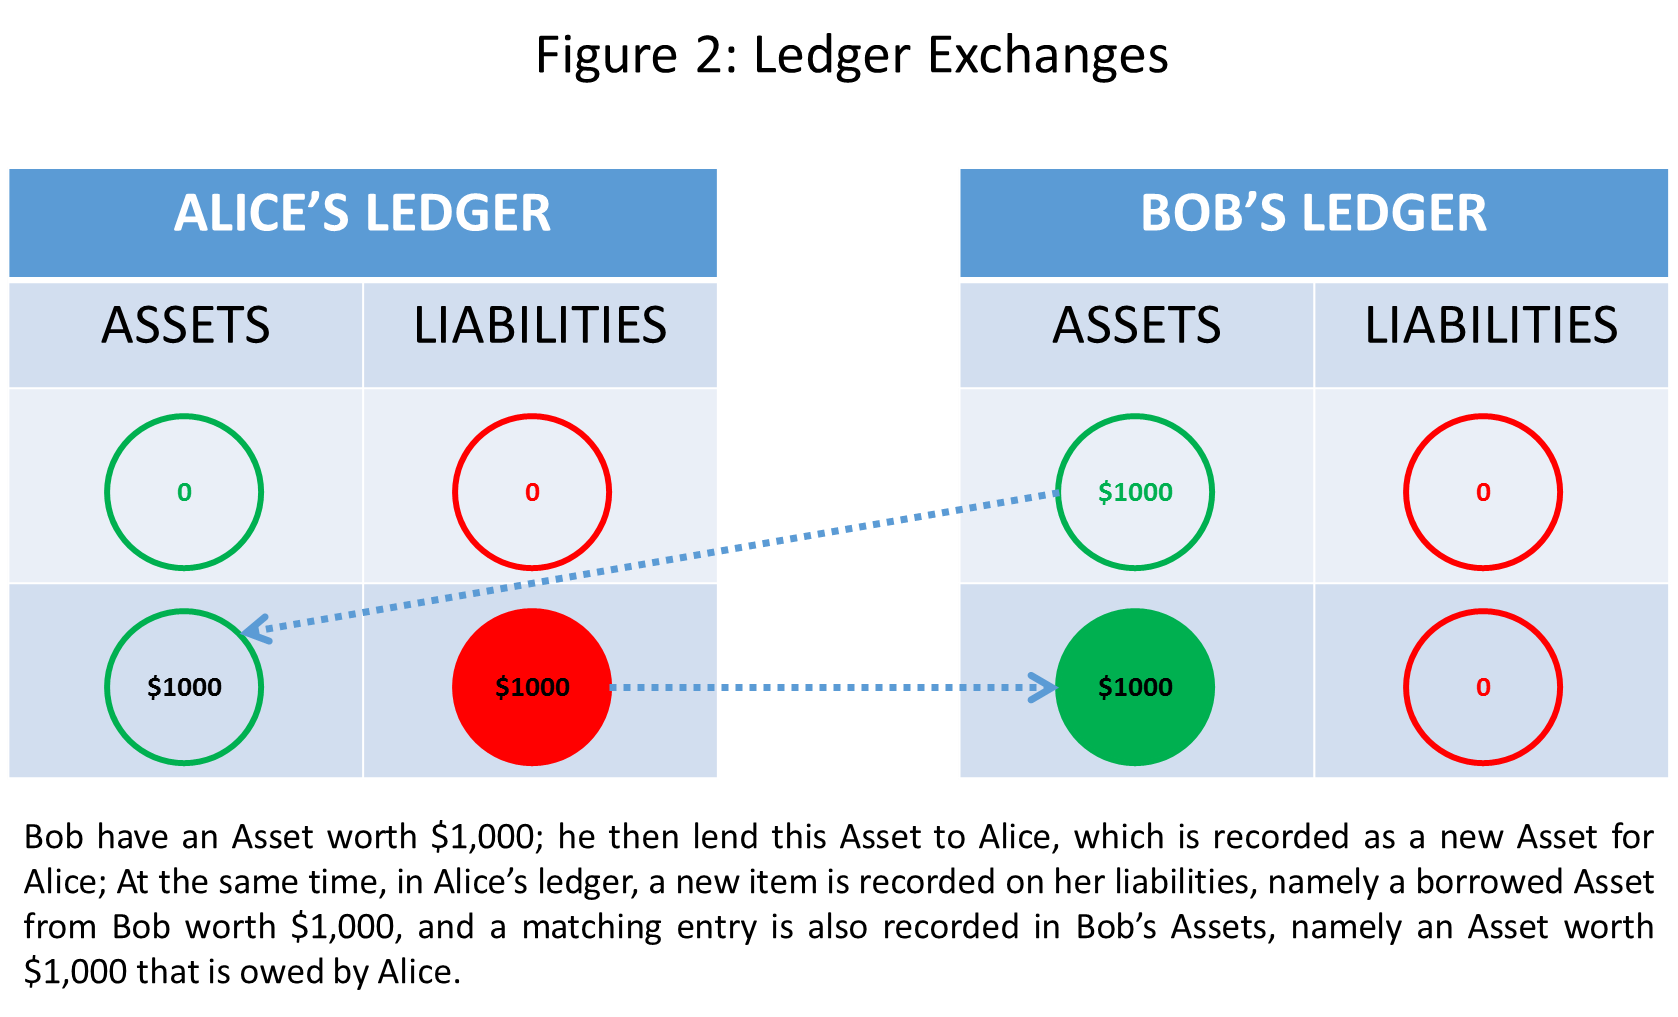 Figure 2: Ledger Exchanges
ALICE’S LEDGER
BOB’S LEDGER
ASSETS
LIABILITIES
ASSETS
LIABILITIES
0
0
$1000
0
$1000
$1000
$1000
0
Bob have an Asset worth $1,000; he then lend this Asset to Alice, which is recorded as a new Asset for
Alice; At the same time, in Alice’s ledger, a new item is recorded on her liabilities, namely a borrowed Asset
from Bob worth $1,000, and a matching entry is also recorded in Bob’s Assets, namely an Asset worth
$1,000 that is owed by Alice.